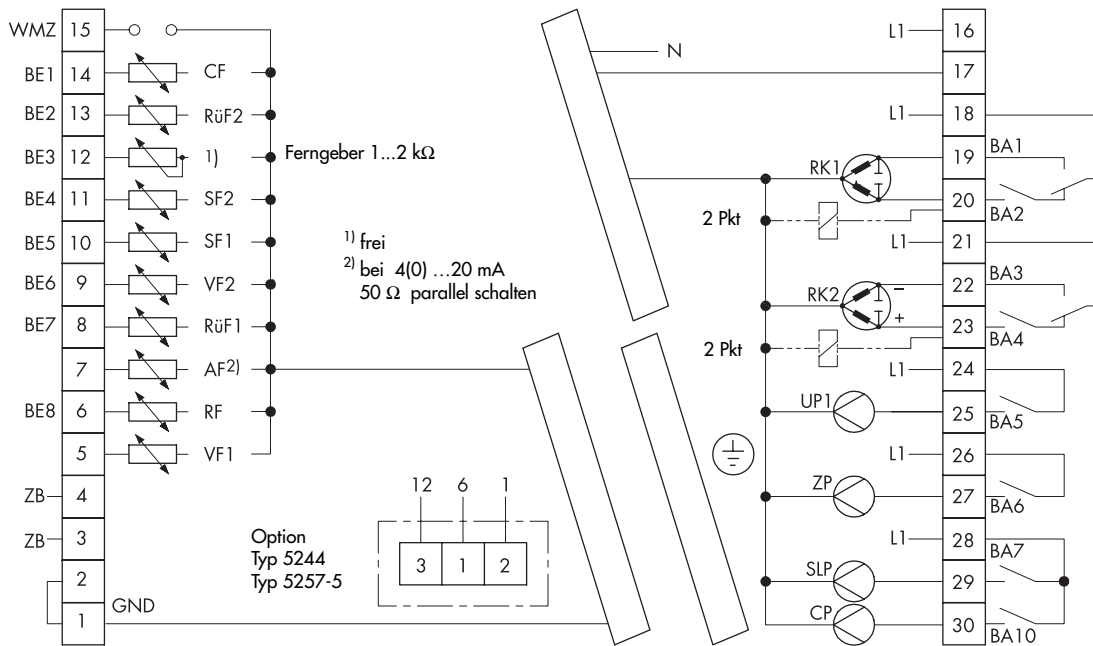 WMZ 15
BE1 14 CF
BE2 13 RüF2
BE3 12 1) Ferngeber 1...2 kΩ
BE4 11 SF2
BE5 10 SF1
BE6 9 VF2
BE7 8 RüF1
7 AF2)
BE8 6 RF
5 VF1
ZB 4
ZB 3
2
1 GND
1) frei
2) bei 4(0) ...20 mA
50 Ω parallel schalten
Option
Typ 5244
Typ 5257-5
12 6 1
3 1 2
N
L1 16
17
L1 18
RK1 19 BA1
20 BA2
2 Pkt
L1 21
RK2 − 22 BA3
+ 23 BA4
2 Pkt
L1 24
UP1 25 BA5
L1 26
ZP 27 BA6
L1 28 BA7
SLP 29
CP 30 BA10